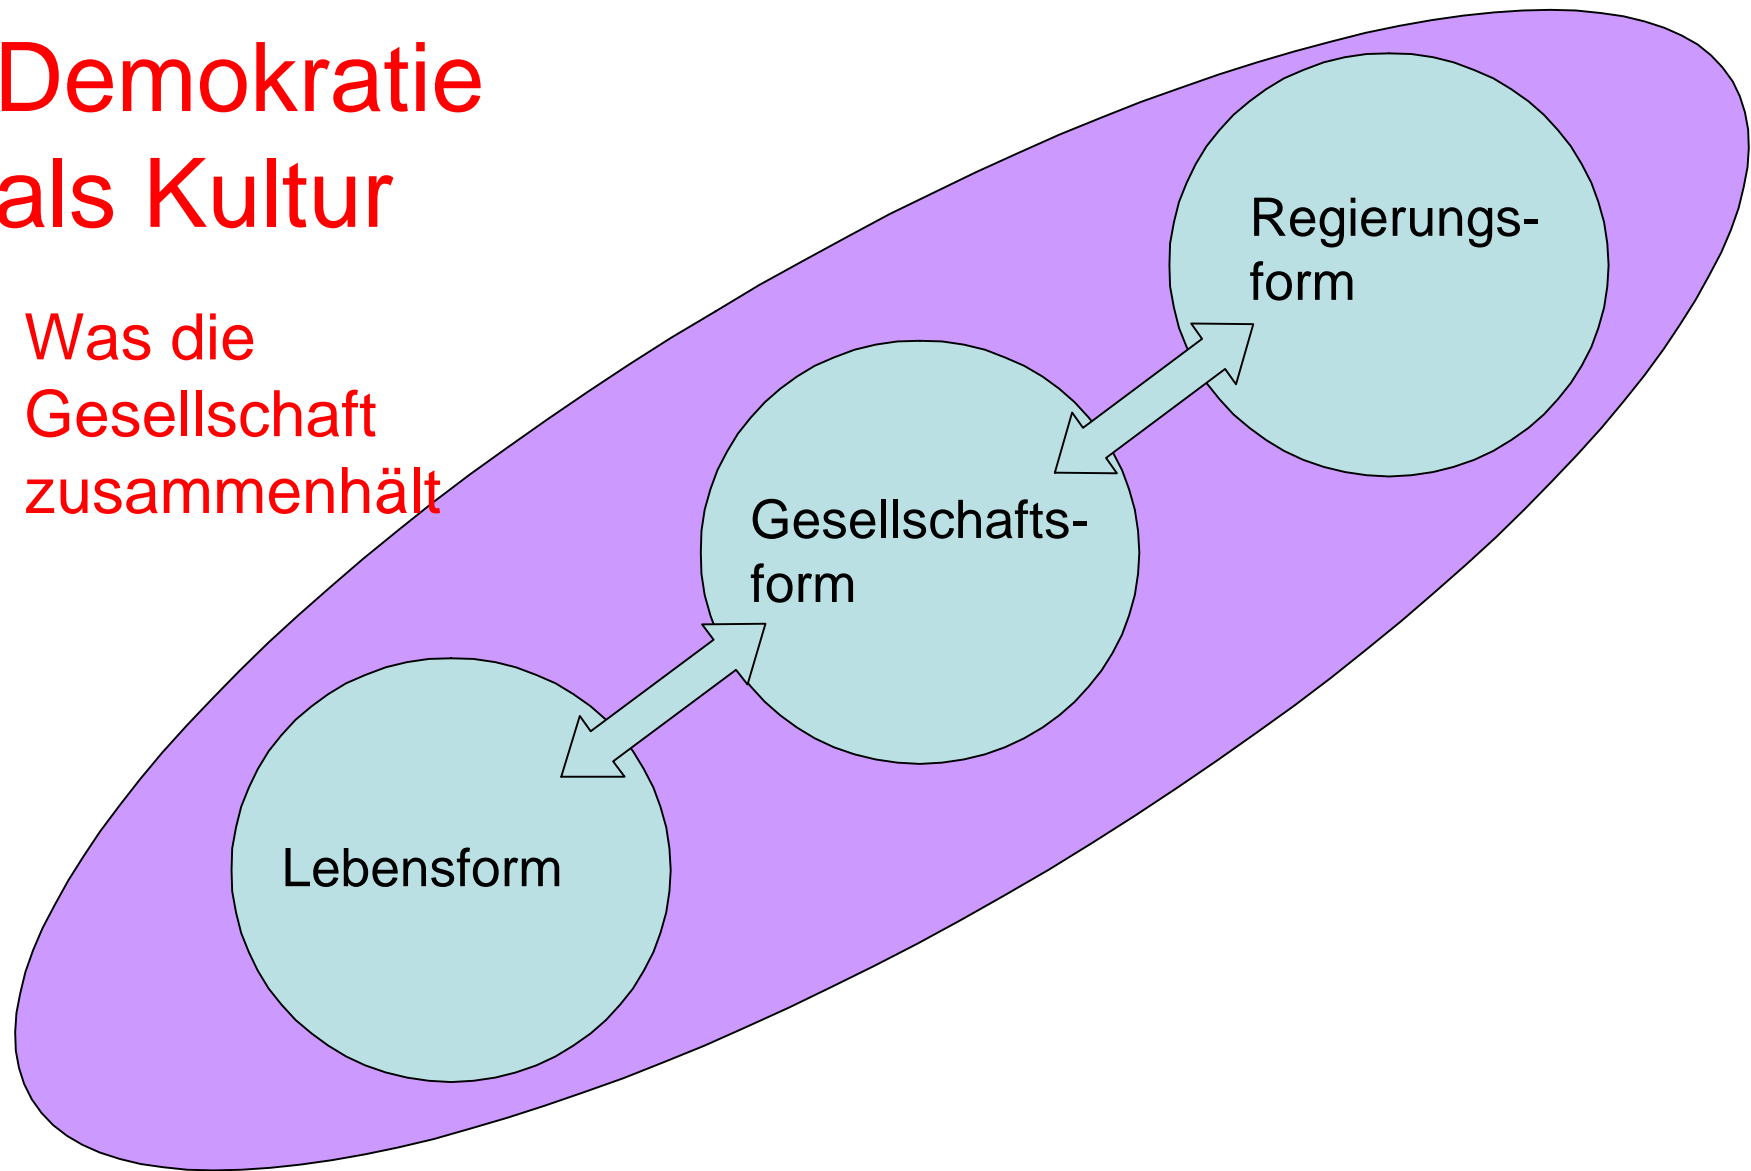 Demokratie
als Kultur
Was die
Gesellschaft
zusammenhält
Regierungs-
form
Gesellschafts-
form
Lebensform